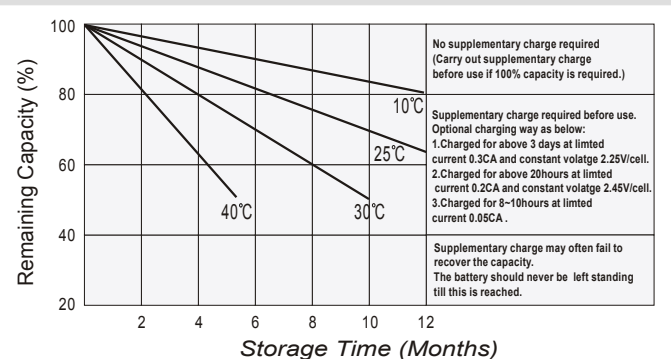 Remaining Capacity (%)
100
80
60
40
20
2
4
6
8
10
12
Storage Time (Months)
10℃
25℃
30℃
40℃
No supplementary charge required
(Carry out supplementary charge
before use if 100% capacity is required.)
Supplementary charge required before use.
Optional charging way as below:
1.Charged for above 3 days at limted
current 0.3CA and constant volatge 2.25V/cell.
2.Charged for above 20hours at limted
current 0.2CA and constant volatge 2.45V/cell.
3.Charged for 8~10hours at limted
current 0.05CA .
Supplementary charge may often fail to
recover the capacity.
The battery should never be left standing
till this is reached.